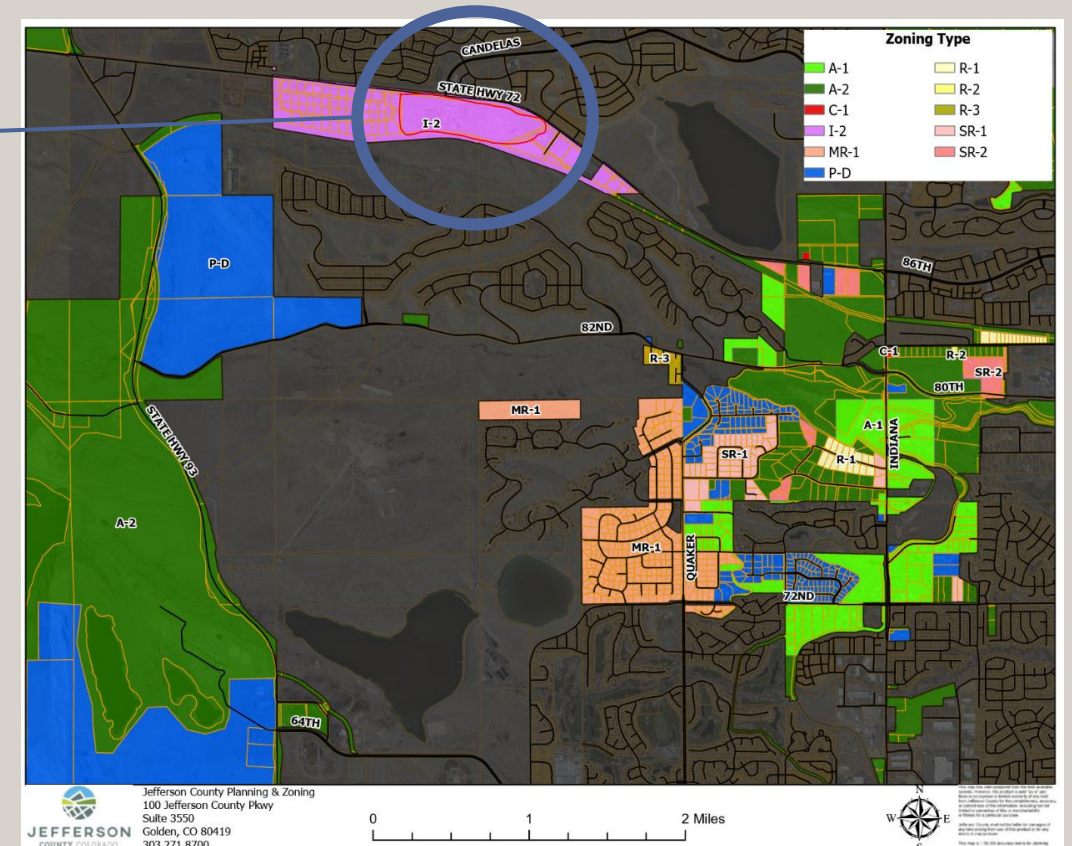 Zoning Type
A-1
A-2
C-1
I-2
MR-1
P-D
R-1
R-2
R-3
SR-1
SR-2
CANDELAS
STATE HWY 72
I-2
P-D
86TH
82ND
C-1
R-2
R-3
SR-2
80TH
MR-1
STATE HWY 93
A-1
INDIANA
SR-1
R-1
A-2
MR-1
QUAKER
72ND
64TH
JEFFERSON
COUNTY COLORADO
Jefferson County Planning & Zoning
100 Jefferson County Pkwy
Suite 3550
Golden, CO 80419
303 271 8700
0 1 2 Miles
N
W E